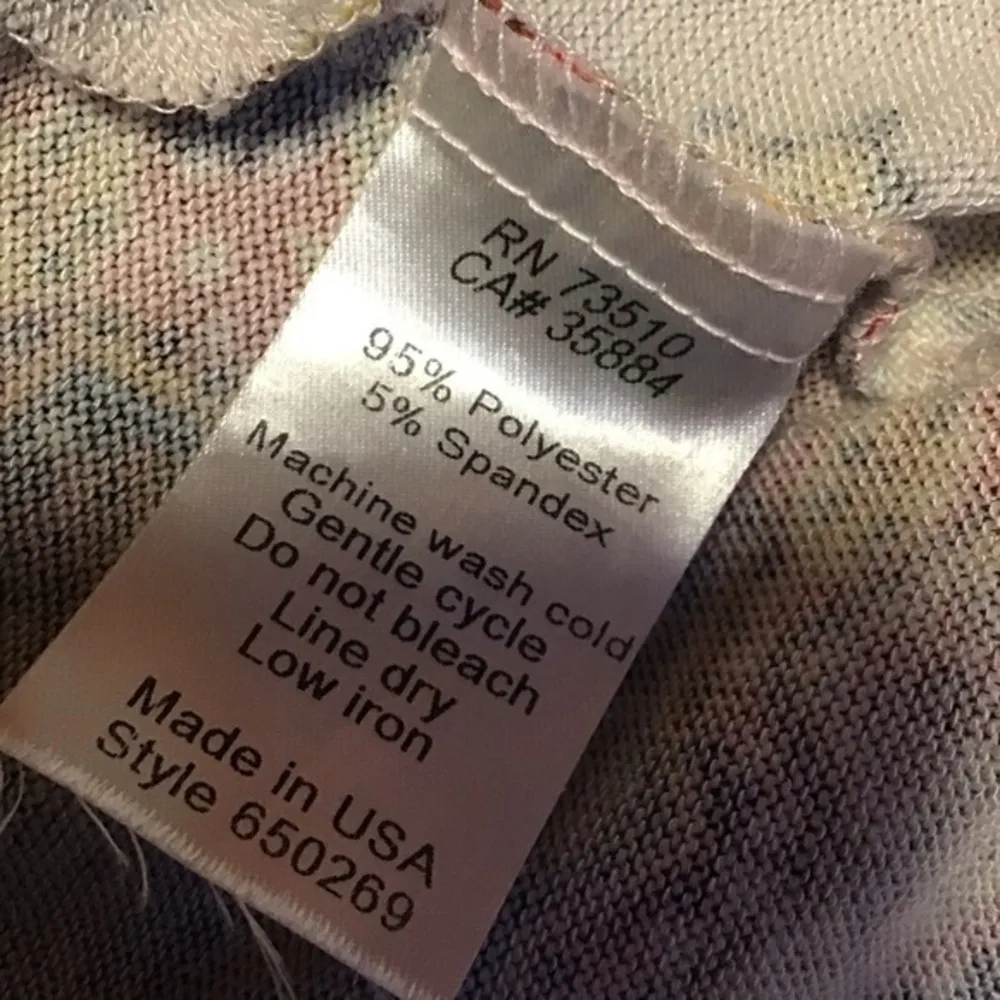 RN 73510
CA# 35884
95% Polyester
5% Spandex
Machine wash cold
Gentle cycle
Do not bleach
Line dry
Low iron
Made in USA
Style 650269